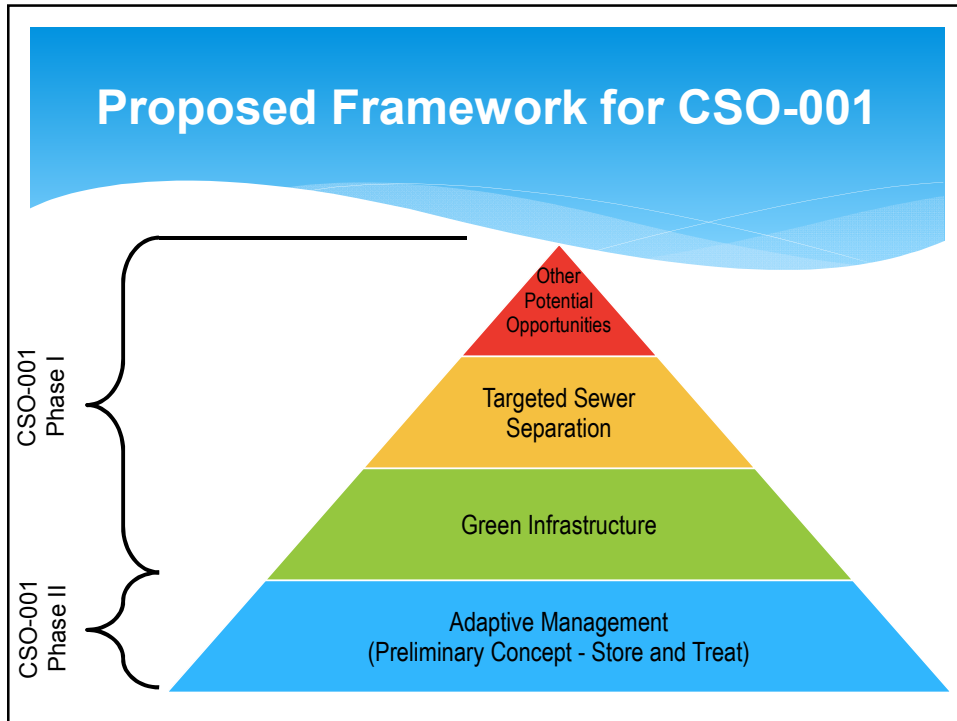 Proposed Framework for CSO-001
Other
Potential
Opportunities
CSO-001
Phase I
Targeted Sewer
Separation
Green Infrastructure
CSO-001
Phase II
Adaptive Management
(Preliminary Concept - Store and Treat)